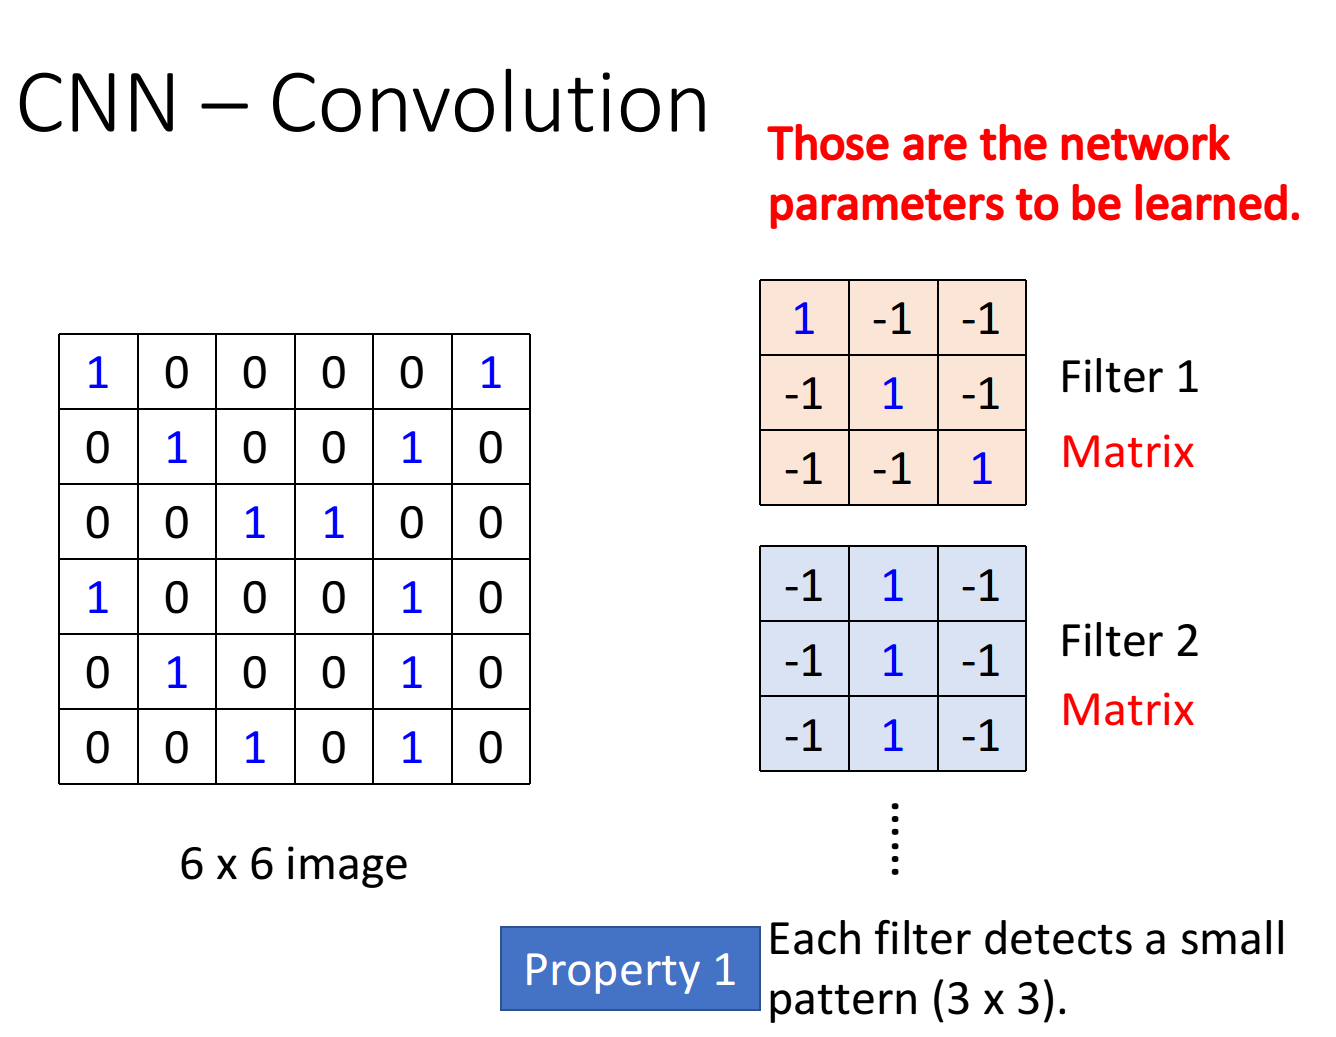 CNN – Convolution
Those are the network
parameters to be learned.
1 0 0 0 0 1
0 1 0 0 1 0
0 0 1 1 0 0
1 0 0 0 1 0
0 1 0 0 1 0
0 0 1 0 1 0
6 x 6 image
1 -1 -1
-1 1 -1
-1 -1 1
Filter 1
Matrix
-1 1 -1
-1 1 -1
-1 1 -1
Filter 2
Matrix
......
Property 1
Each filter detects a small
pattern (3 x 3).